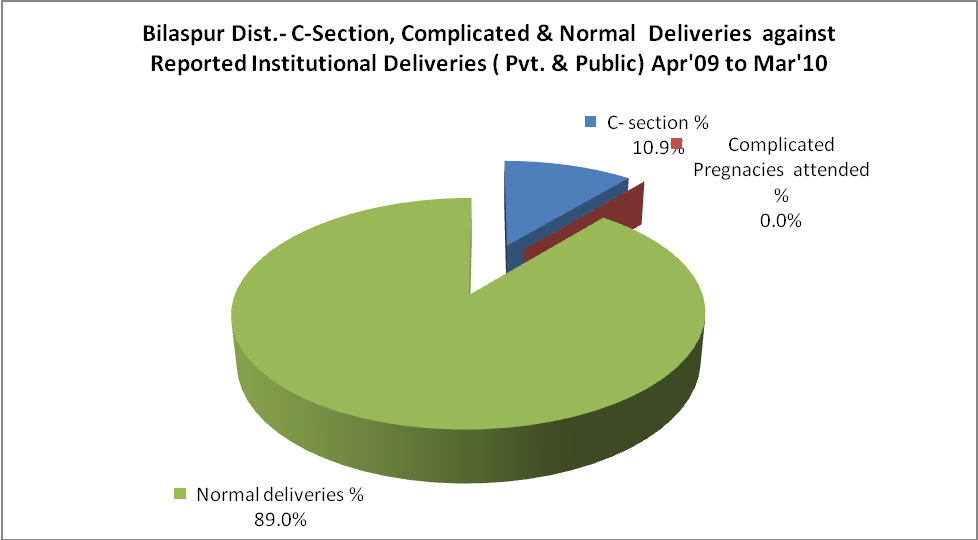 Bilaspur Dist.- C-Section, Complicated & Normal Deliveries against
Reported Institutional Deliveries ( Pvt. & Public) Apr'09 to Mar'10
C- section %
10.9%
Complicated
Pregnacies attended
%
0.0%
Normal deliveries %
89.0%